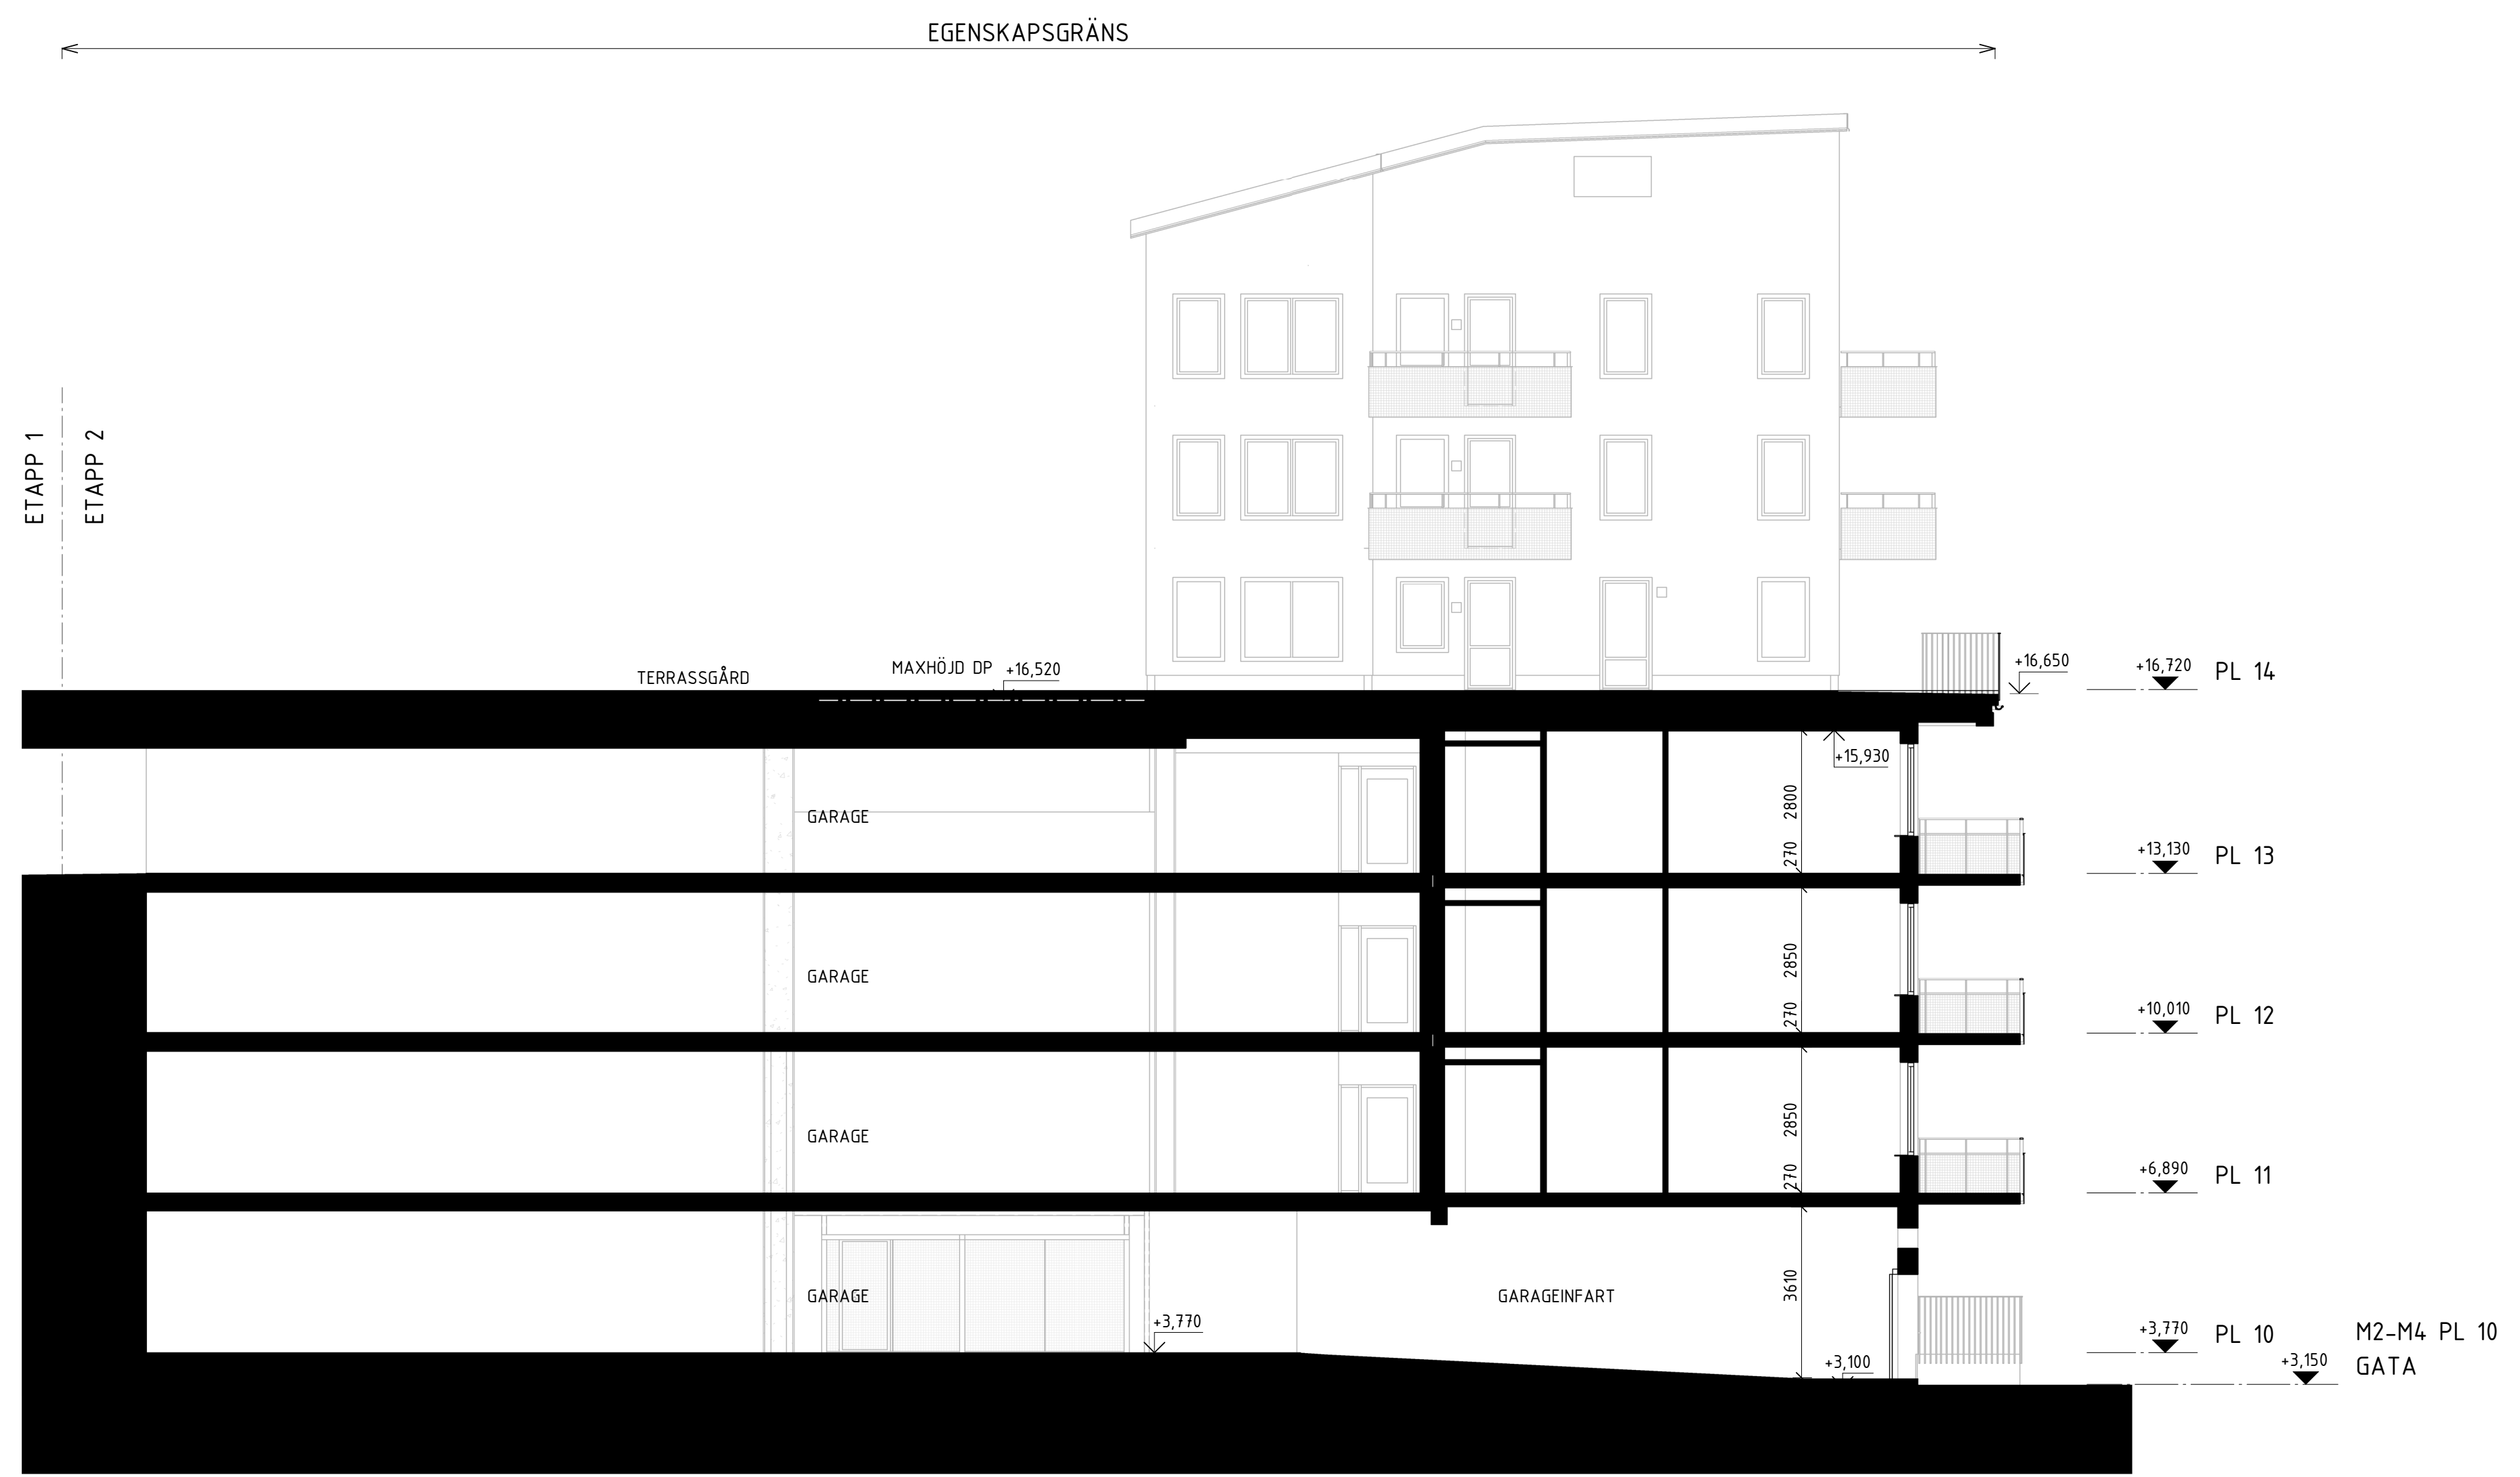 EGENSKAPSGRÄNS
ETAPP 1
ETAPP 2
TERRASSGÅRD
MAXHÖJD DP
+16,520
+16,650
+16,720
PL 14
+15,930
2800
GARAGE
270
+13,130
PL 13
2850
GARAGE
270
+10,010
PL 12
2850
GARAGE
270
+6,890
PL 11
3610
GARAGE
GARAGEINFART
+3,770
+3,770
PL 10
M2-M4 PL 10
+3,100
+3,150
GATA